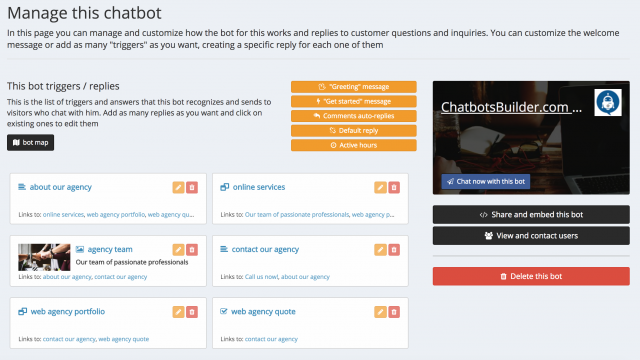 Manage this chatbot
In this page you can manage and customize how the bot for this works and replies to customer questions and inquiries. You can customize the welcome
message or add as many "triggers" as you want, creating a specific reply for each one of them
This bot triggers / replies
This is the list of triggers and answers that this bot recognizes and sends to
visitors who chat with him. Add as many replies as you want and click on
existing ones to edit them
bot map
"Greeting" message
"Get started" message
Comments auto-replies
Default reply
Active hours
ChatbotsBuilder.com ...
Chat now with this bot
about our agency
Links to: online services, web agency portfolio, web agency qu...
online services
Links to: Our team of passionate professionals, web agency p...
agency team
Our team of passionate professionals
Links to: about our agency, contact our agency
contact our agency
Links to: Call us now!, about our agency
web agency portfolio
Links to: contact our agency, web agency quote
web agency quote
Links to: contact our agency
Share and embed this bot
View and contact users
Delete this bot